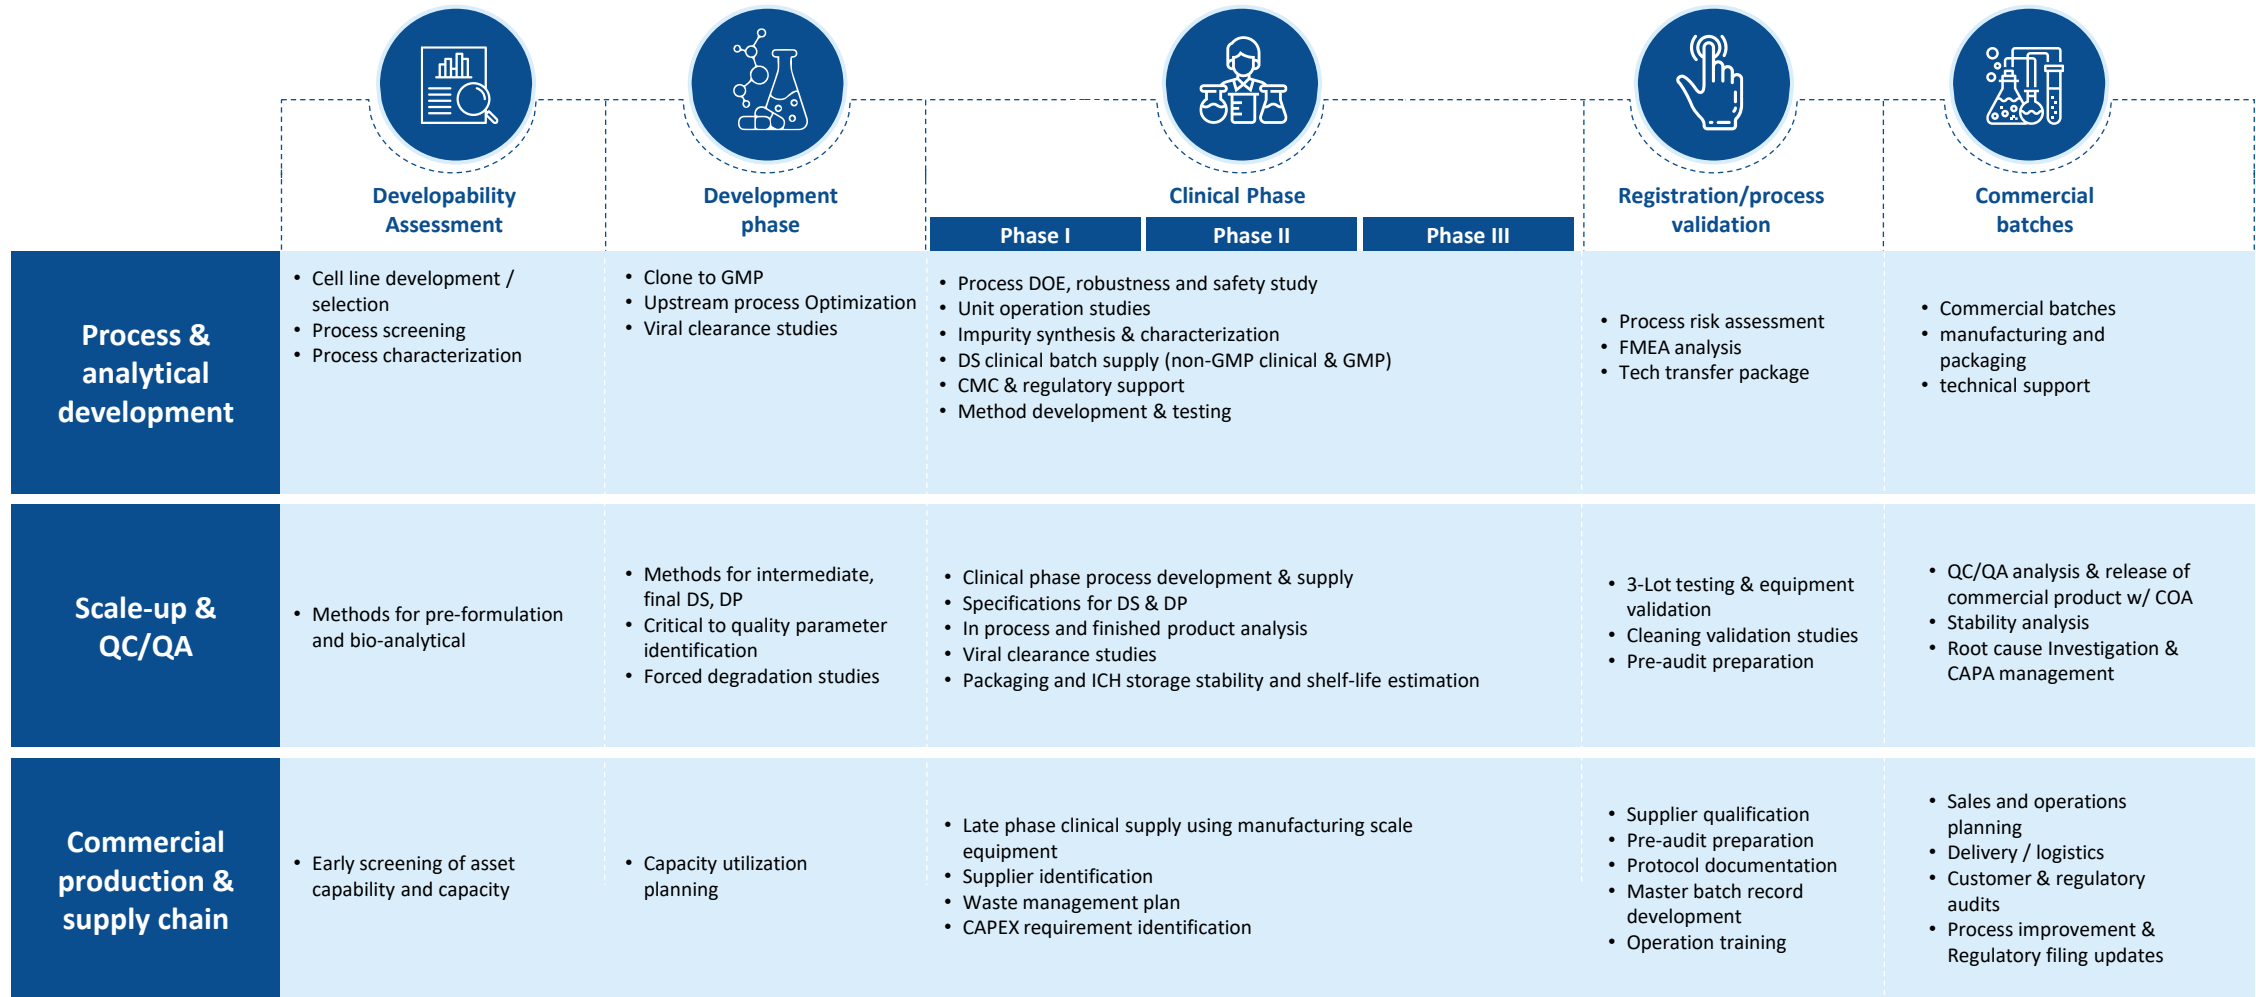 Developability
Assessment
Development
phase
Clinical Phase
Phase I
Phase II
Phase III
Registration/process
validation
Commercial
batches
Process &
analytical
development
• Cell line development /
selection
• Process screening
• Process characterization
• Clone to GMP
• Upstream process Optimization
• Viral clearance studies
• Process DOE, robustness and safety study
• Unit operation studies
• Impurity synthesis & characterization
• DS clinical batch supply (non-GMP clinical & GMP)
• CMC & regulatory support
• Method development & testing
• Process risk assessment
• FMEA analysis
• Tech transfer package
• Commercial batches
• manufacturing and
packaging
• technical support
Scale-up &
QC/QA
• Methods for pre-formulation
and bio-analytical
• Methods for intermediate,
final DS, DP
• Critical to quality parameter
identification
• Forced degradation studies
• Clinical phase process development & supply
• Specifications for DS & DP
• In process and finished product analysis
• Viral clearance studies
• Packaging and ICH storage stability and shelf-life estimation
• 3-Lot testing & equipment
validation
• Cleaning validation studies
• Pre-audit preparation
• QC/QA analysis & release of
commercial product w/ COA
• Stability analysis
• Root cause Investigation &
CAPA management
Commercial
production &
supply chain
• Early screening of asset
capability and capacity
• Capacity utilization
planning
• Late phase clinical supply using manufacturing scale
equipment
• Supplier identification
• Waste management plan
• CAPEX requirement identification
• Supplier qualification
• Pre-audit preparation
• Protocol documentation
• Master batch record
development
• Operation training
• Sales and operations
planning
• Delivery / logistics
• Customer & regulatory
audits
• Process improvement &
Regulatory filing updates